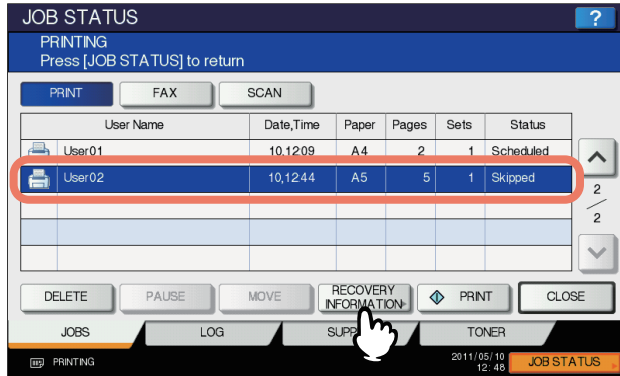 JOB STATUS
?
PRINTING
Press [JOB STATUS] to return
PRINT FAX SCAN
User Name Date,Time Paper Pages Sets Status
User01 10,12:09 A4 2 1 Scheduled
User02 10,12:44 A5 5 1 Skipped
2
2
DELETE PAUSE MOVE RECOVERY INFORMATION PRINT CLOSE
JOBS LOG SUPP TONER
PRINTING 2011/05/10
12:48 JOB STATUS